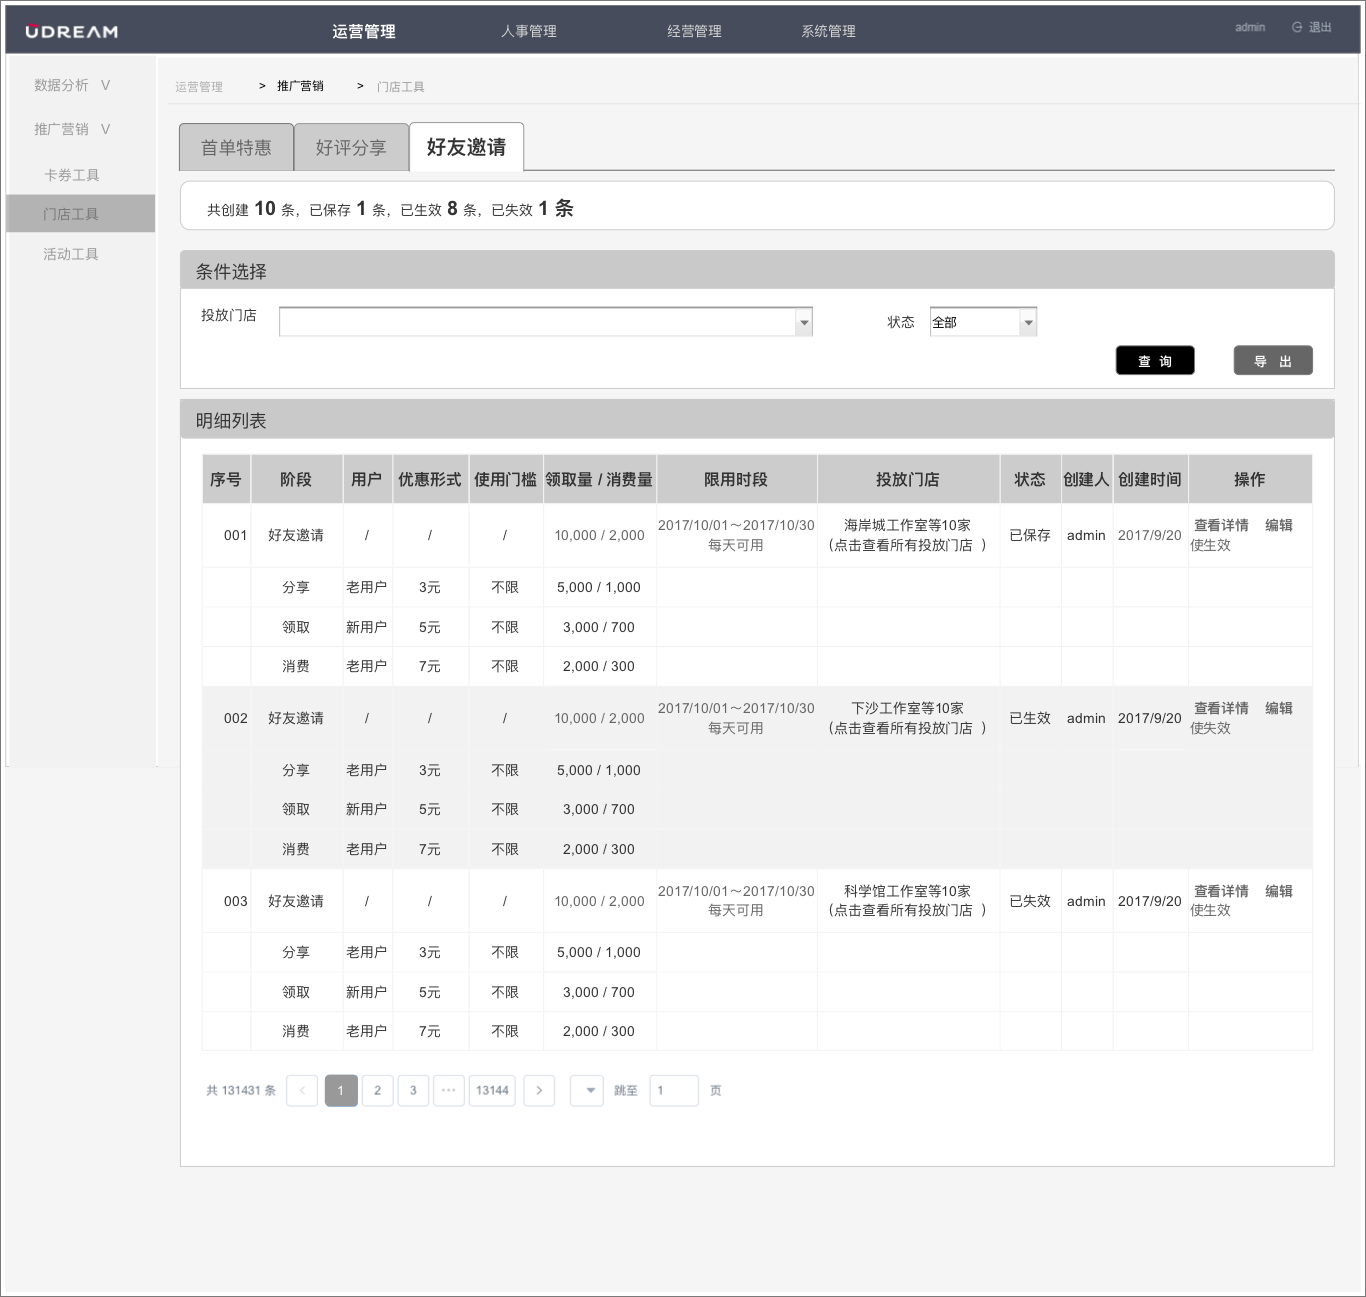 UDREAM 运营管理 人事管理 经营管理 系统管理 admin 退出
数据分析 V
推广营销 V
卡券工具
门店工具
活动工具
运营管理 > 推广营销 > 门店工具
首单特惠 好评分享 好友邀请
共创建 10 条, 已保存 1 条, 已生效 8 条, 已失效 1 条
条件选择
投放门店 状态 全部
查 询 导 出
明细列表
序号 阶段 用户 优惠形式 使用门槛 领取量 / 消费量 限用时段 投放门店 状态 创建人 创建时间 操作
001 好友邀请 / / / 10,000 / 2,000 2017/10/01～2017/10/30 海岸城工作室等10家 已保存 admin 2017/9/20 查看详情 编辑
每天可用 (点击查看所有投放门店 ) 使生效
分享 老用户 3元 不限 5,000 / 1,000
领取 新用户 5元 不限 3,000 / 700
消费 老用户 7元 不限 2,000 / 300
002 好友邀请 / / / 10,000 / 2,000 2017/10/01～2017/10/30 下沙工作室等10家 已生效 admin 2017/9/20 查看详情 编辑
每天可用 (点击查看所有投放门店 ) 使失效
分享 老用户 3元 不限 5,000 / 1,000
领取 新用户 5元 不限 3,000 / 700
消费 老用户 7元 不限 2,000 / 300
003 好友邀请 / / / 10,000 / 2,000 2017/10/01～2017/10/30 科学馆工作室等10家 已失效 admin 2017/9/20 查看详情 编辑
每天可用 (点击查看所有投放门店 ) 使生效
分享 老用户 3元 不限 5,000 / 1,000
领取 新用户 5元 不限 3,000 / 700
消费 老用户 7元 不限 2,000 / 300
共 131431 条 < 1 2 3 ··· 13144 > 跳至 1 页